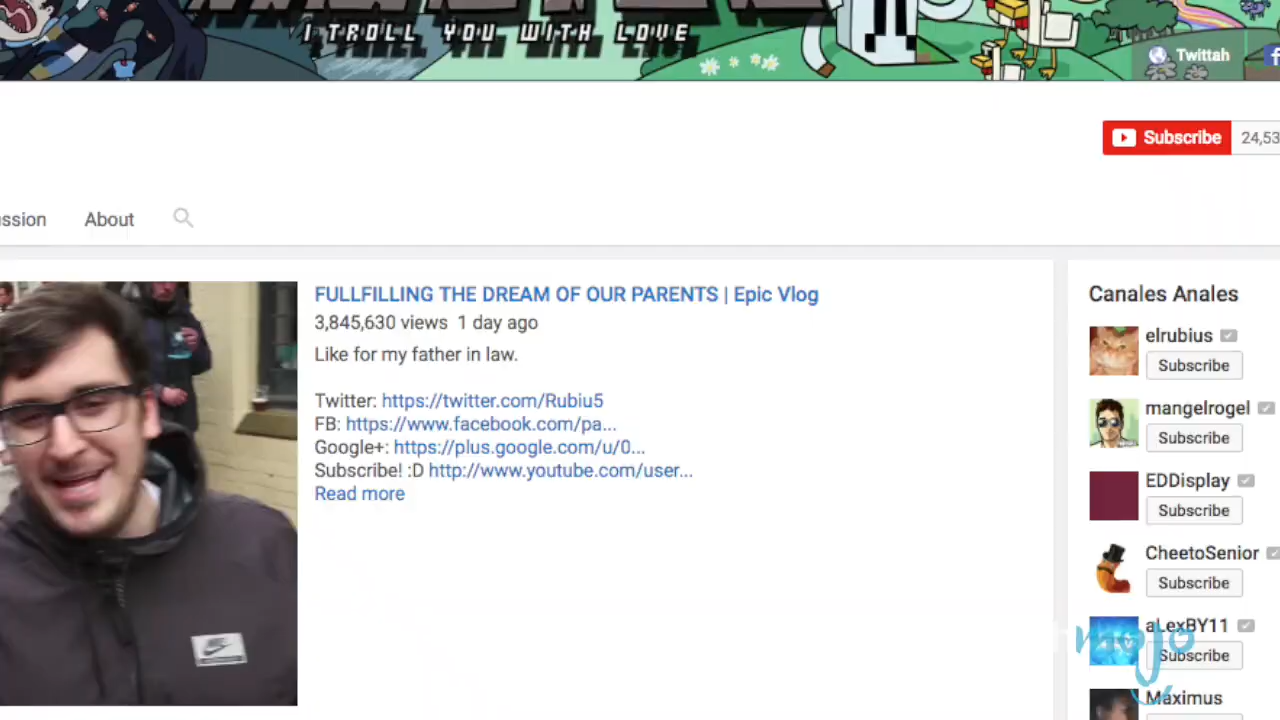 I TROLL YOU WITH LOVE
Twittah
Subscribe 24,53
ssion About
FULLFILLING THE DREAM OF OUR PARENTS | Epic Vlog
3,845,630 views 1 day ago
Like for my father in law.
Twitter: https://twitter.com/Rubiu5
FB: https://www.facebook.com/pa...
Google+: https://plus.google.com/u/0...
Subscribe! :D http://www.youtube.com/user...
Read more
Canales Anales
elrubius
Subscribe
mangelrogel
Subscribe
EDDisplay
Subscribe
CheetoSenior
Subscribe
aLexBY11
Subscribe
Maximus
mojo